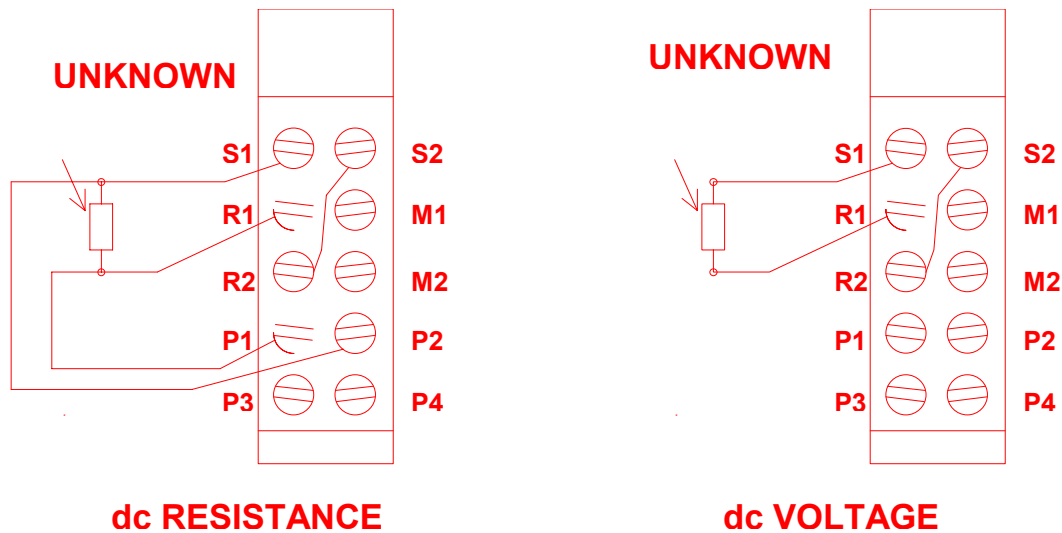 UNKNOWN
S1 S2
R1 M1
R2 M2
P1 P2
P3 P4
dc RESISTANCE
UNKNOWN
S1 S2
R1 M1
R2 M2
P1 P2
P3 P4
dc VOLTAGE